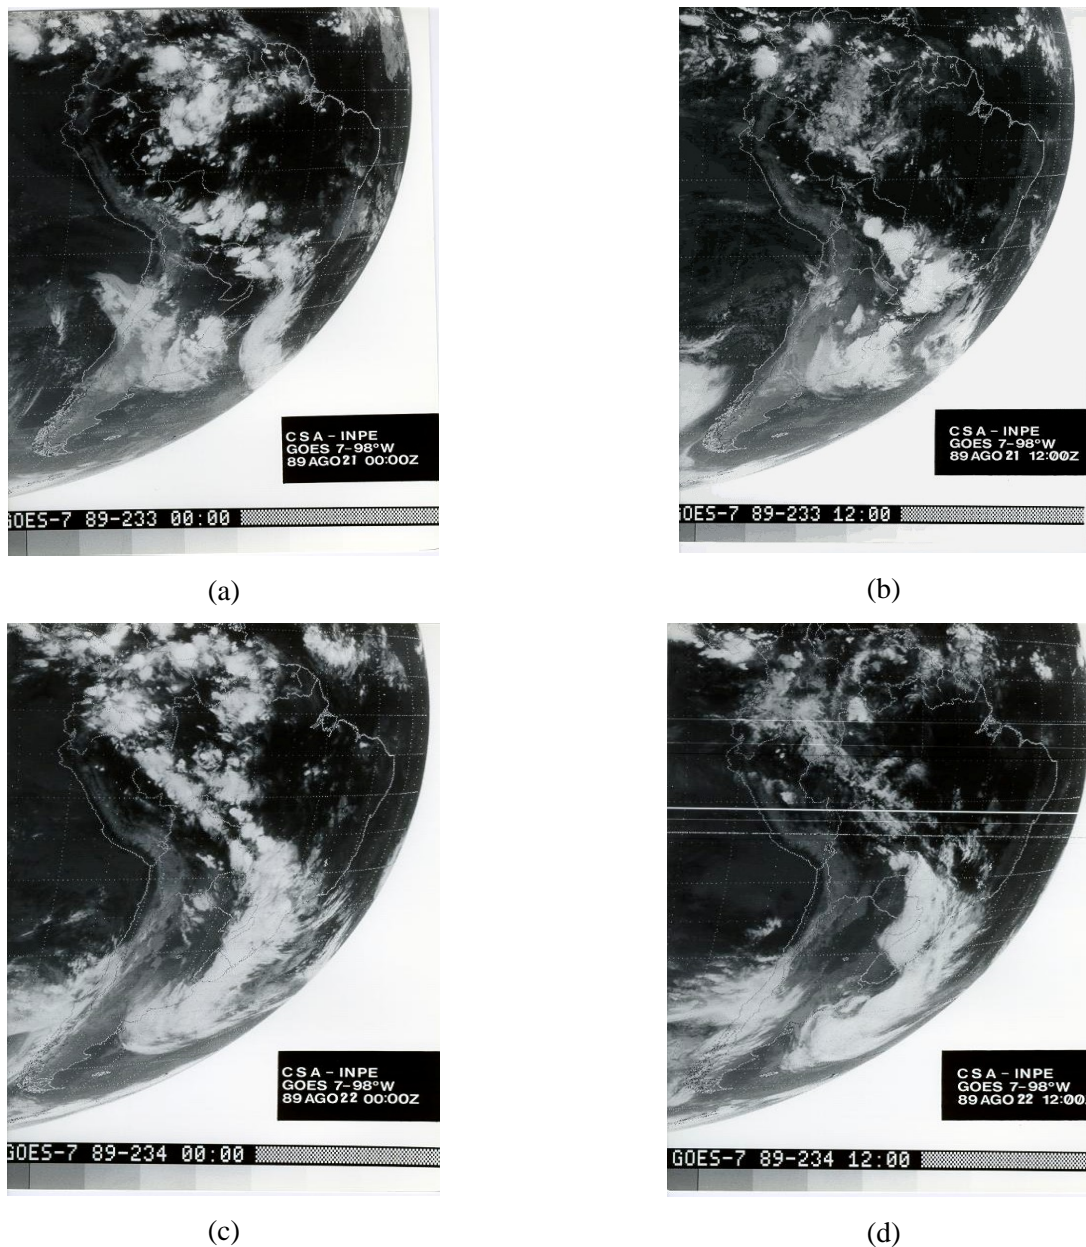 CSA - INPE
GOES 7-98°W
89 AGO 21 00:00Z
GOES-7 89-233 00:00
(a)
CSA - INPE
GOES 7-98°W
89 AGO 21 12:00Z
GOES-7 89-233 12:00
(b)
CSA - INPE
GOES 7-98°W
89 AGO 22 00:00Z
GOES-7 89-234 00:00
(c)
CSA - INPE
GOES 7-98°W
89 AGO 22 12:00
GOES-7 89-234 12:00
(d)